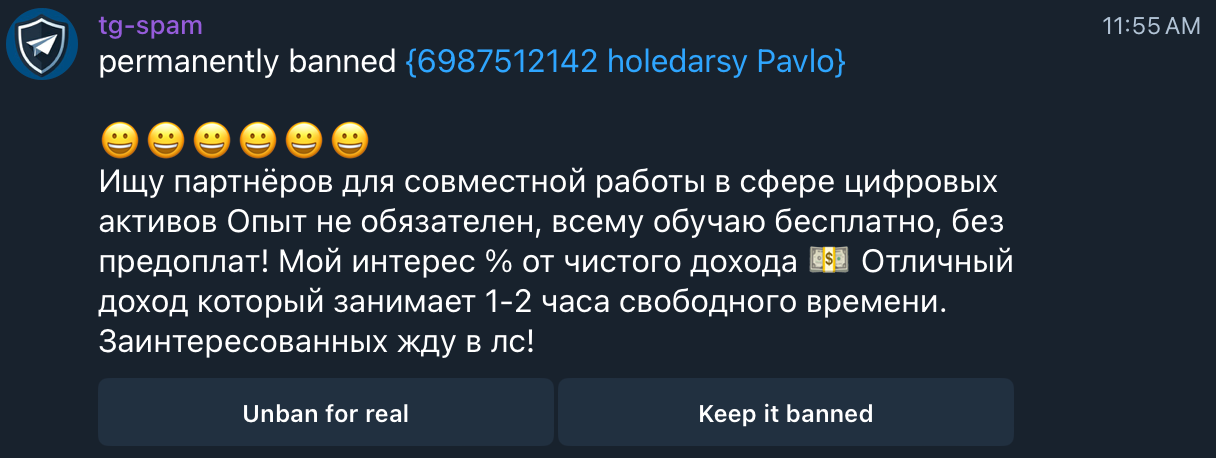 tg-spam 11:55 AM
permanently banned {6987512142 holedarsy Pavlo}
😀😀😀😀😀😀
Ищу партнёров для совместной работы в сфере цифровых
активов Опыт не обязателен, всему обучаю бесплатно, без
предоплат! Мой интерес % от чистого дохода 💵 Отличный
доход который занимает 1-2 часа свободного времени.
Заинтересованных жду в лс!
Unban for real
Keep it banned